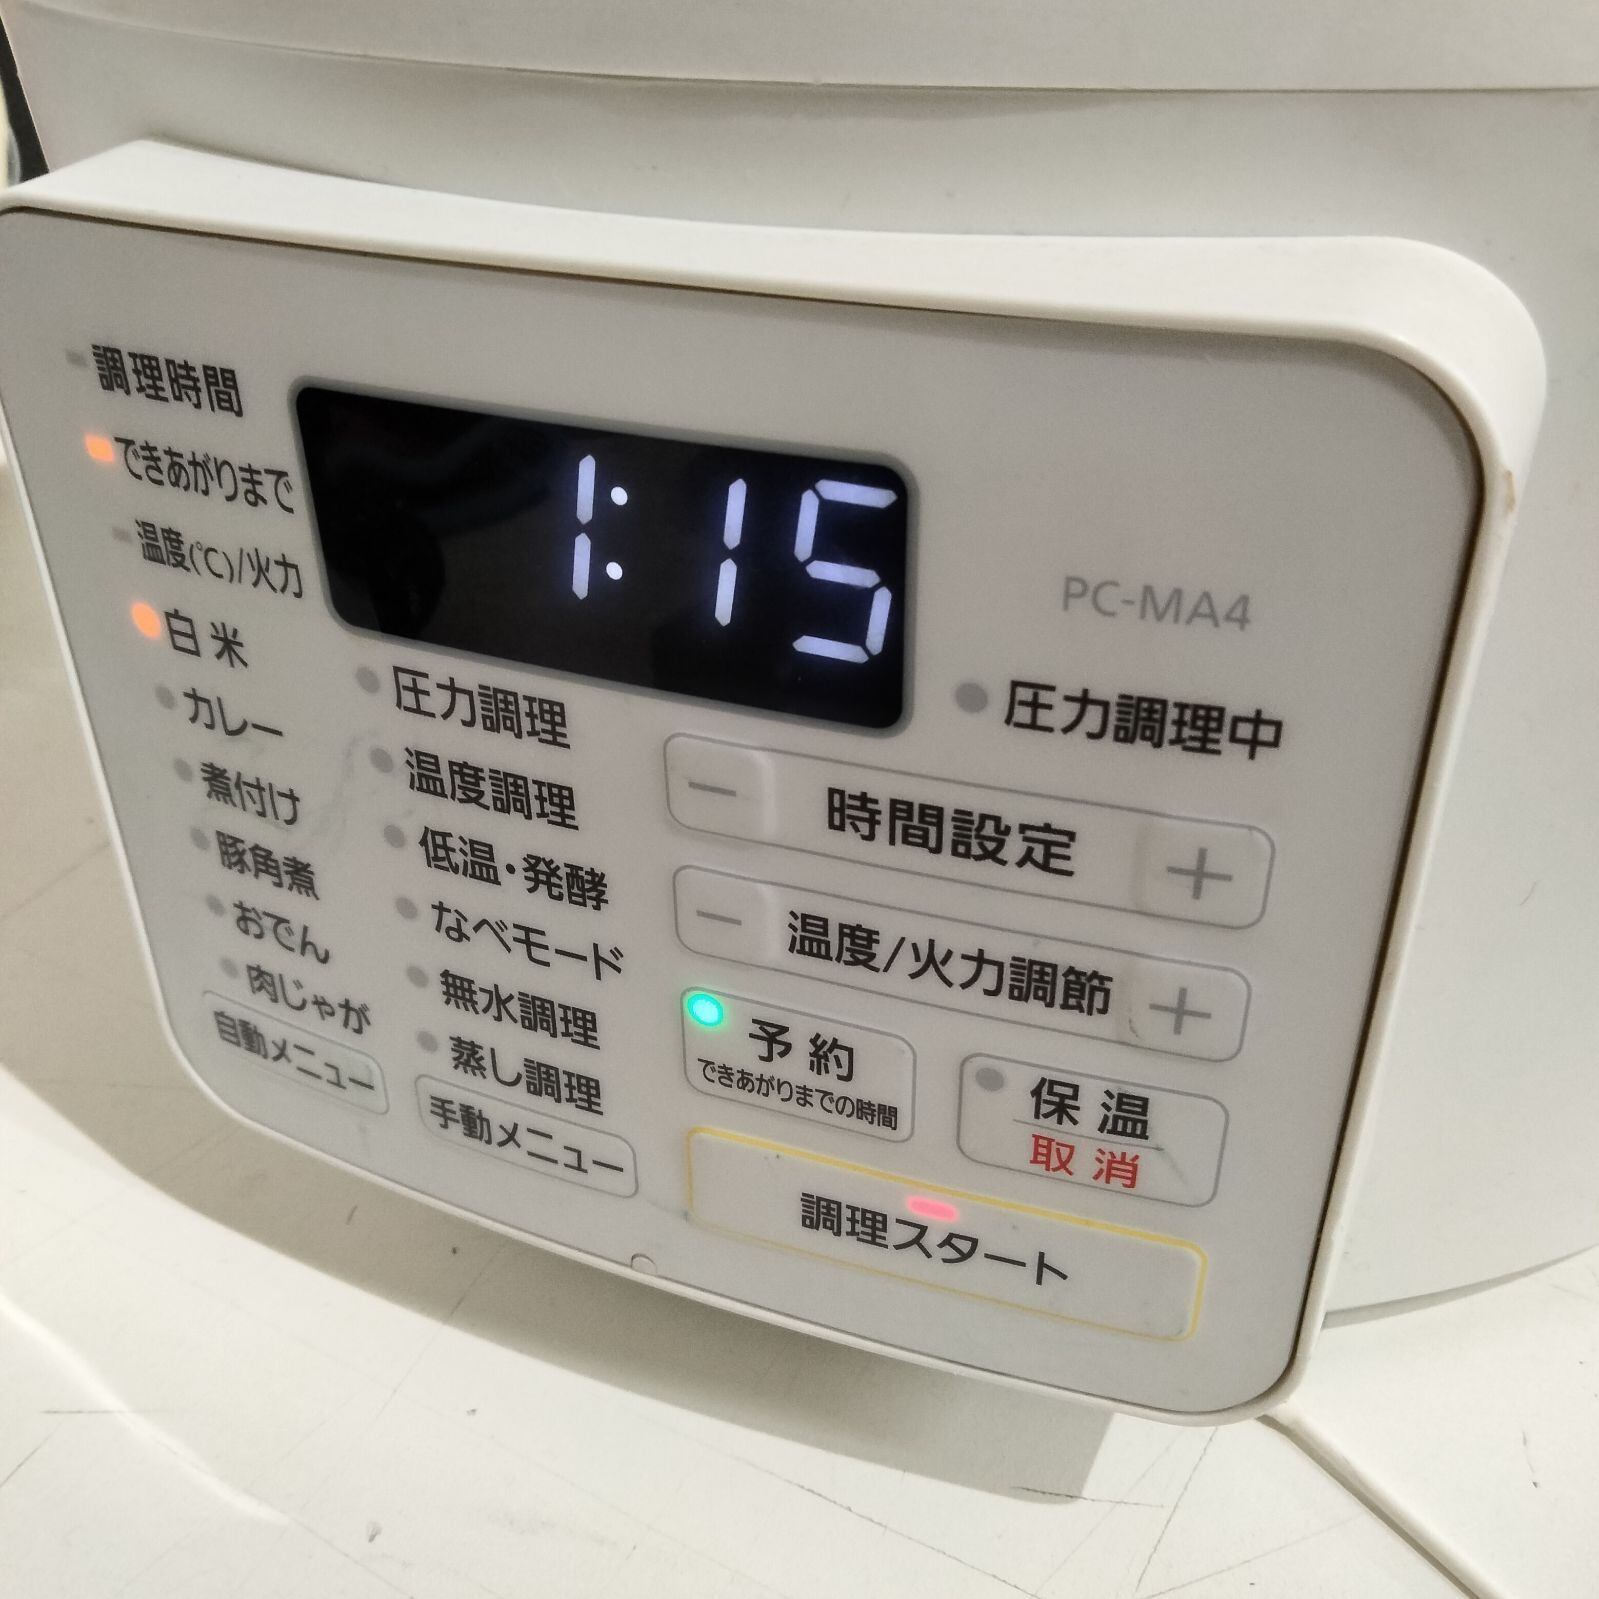 調理時間
できあがりまで
温度(℃)/火力
1:15
PC-MA4
白米
カレー
煮付け
豚角煮
おでん
肉じゃが
自動メニュー
圧力調理
温度調理
低温・発酵
なべモード
無水調理
蒸し調理
手動メニュー
圧力調理中
－ 時間設定 ＋
－ 温度/火力調節 ＋
予約
できあがりまでの時間
保温
取消
調理スタート